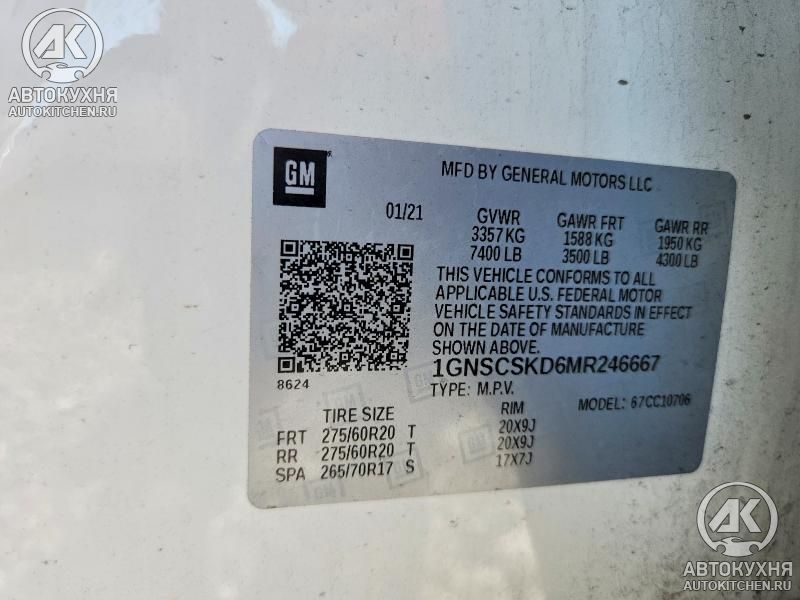 АК
АВТОКУХНЯ
AUTOKITCHEN.RU
GM
MFD BY GENERAL MOTORS LLC
01/21
GVWR GAWR FRT GAWR RR
3357 KG 1588 KG 1950 KG
7400 LB 3500 LB 4300 LB
THIS VEHICLE CONFORMS TO ALL
APPLICABLE U.S. FEDERAL MOTOR
VEHICLE SAFETY STANDARDS IN EFFECT
ON THE DATE OF MANUFACTURE
SHOWN ABOVE.
1GNSCSKD6MR246667
8624
TYPE: M.P.V. MODEL: 67CC10706
TIRE SIZE RIM
FRT 275/60R20 T 20X9J
RR 275/60R20 T 20X9J
SPA 265/70R17 S 17X7J
АК
АВТОКУХНЯ
AUTOKITCHEN.RU